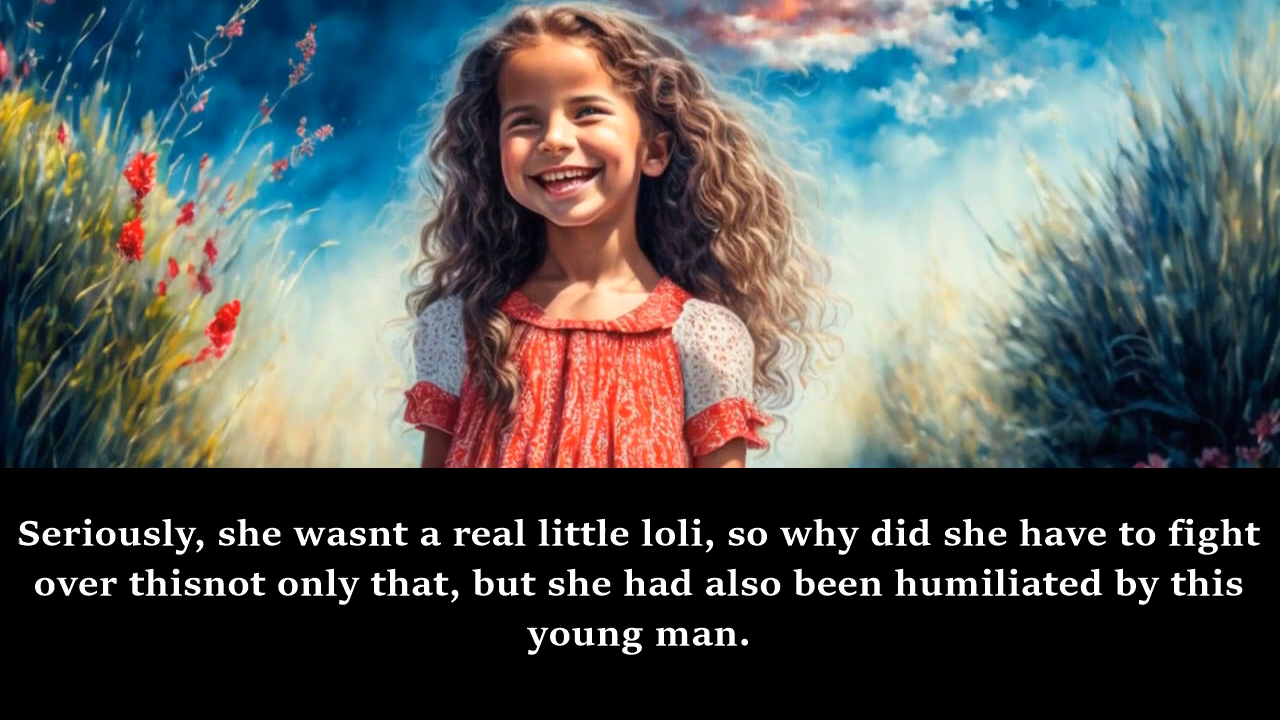 Seriously, she wasnt a real little loli, so why did she have to fight
over thisnot only that, but she had also been humiliated by this
young man.